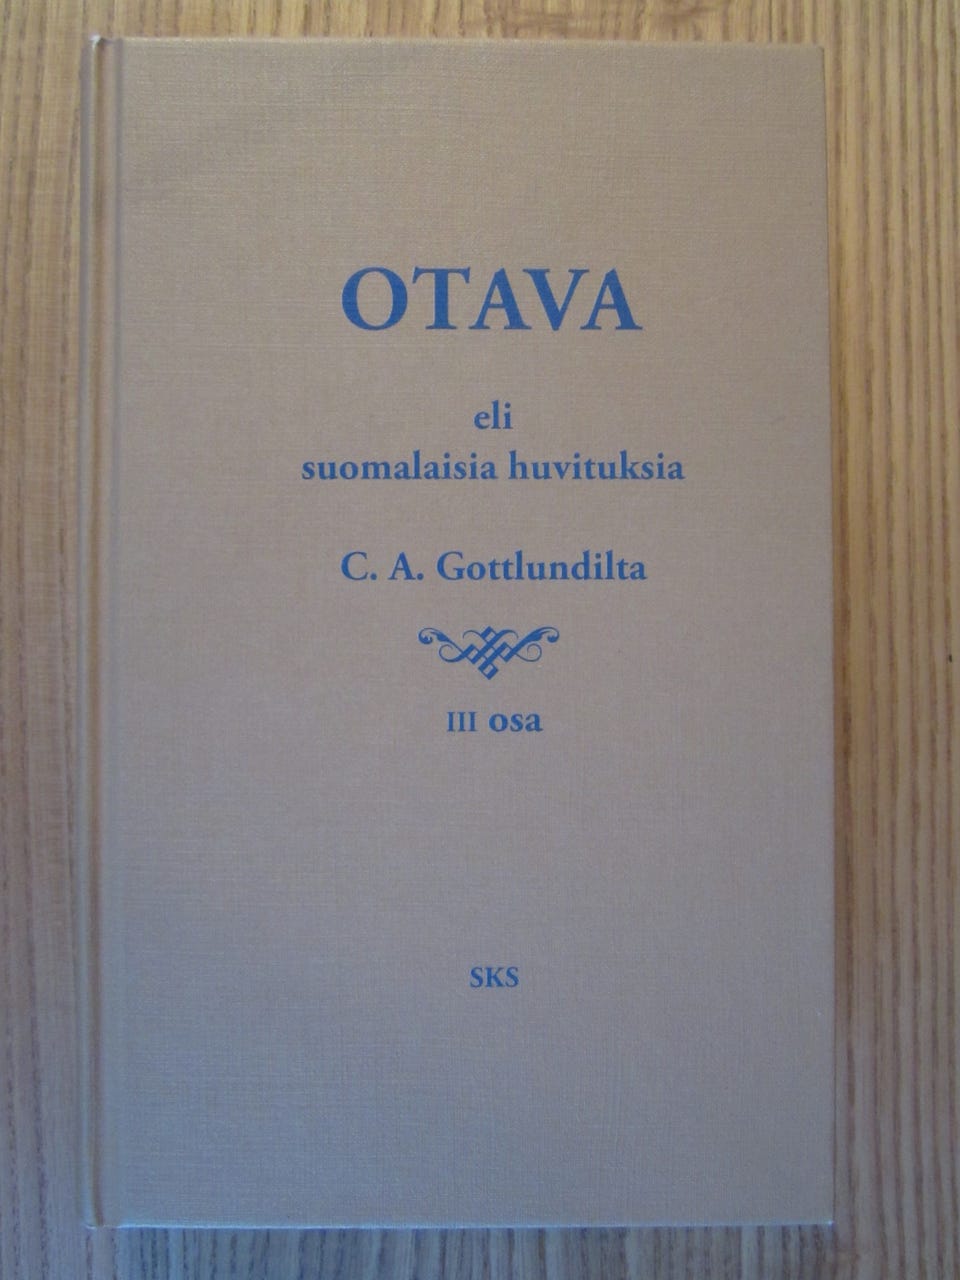 OTAVA
eli
suomalaisia huvituksia
C. A. Gottlundilta
III osa
SKS